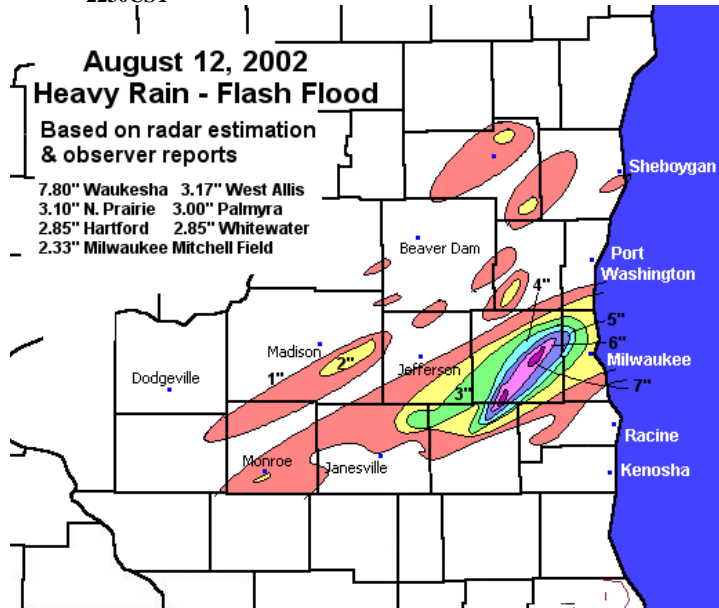 2230CST
August 12, 2002
Heavy Rain - Flash Flood
Based on radar estimation
& observer reports
7.80" Waukesha 3.17" West Allis
3.10" N. Prairie 3.00" Palmyra
2.85" Hartford 2.85" Whitewater
2.33" Milwaukee Mitchell Field
Sheboygan
Beaver Dam
Port
Washington
4"
5"
6"
Madison
2"
Jefferson
Milwaukee
Dodgeville
1"
3"
7"
Racine
Monroe
Janesville
Kenosha